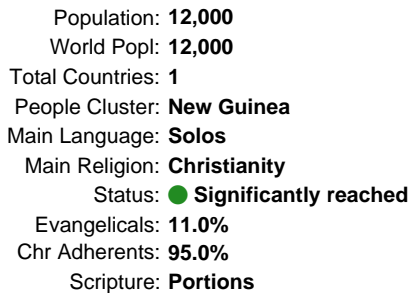 Population: 12,000
World Popl: 12,000
Total Countries: 1
People Cluster: New Guinea
Main Language: Solos
Main Religion: Christianity
Status: Significantly reached
Evangelicals: 11.0%
Chr Adherents: 95.0%
Scripture: Portions